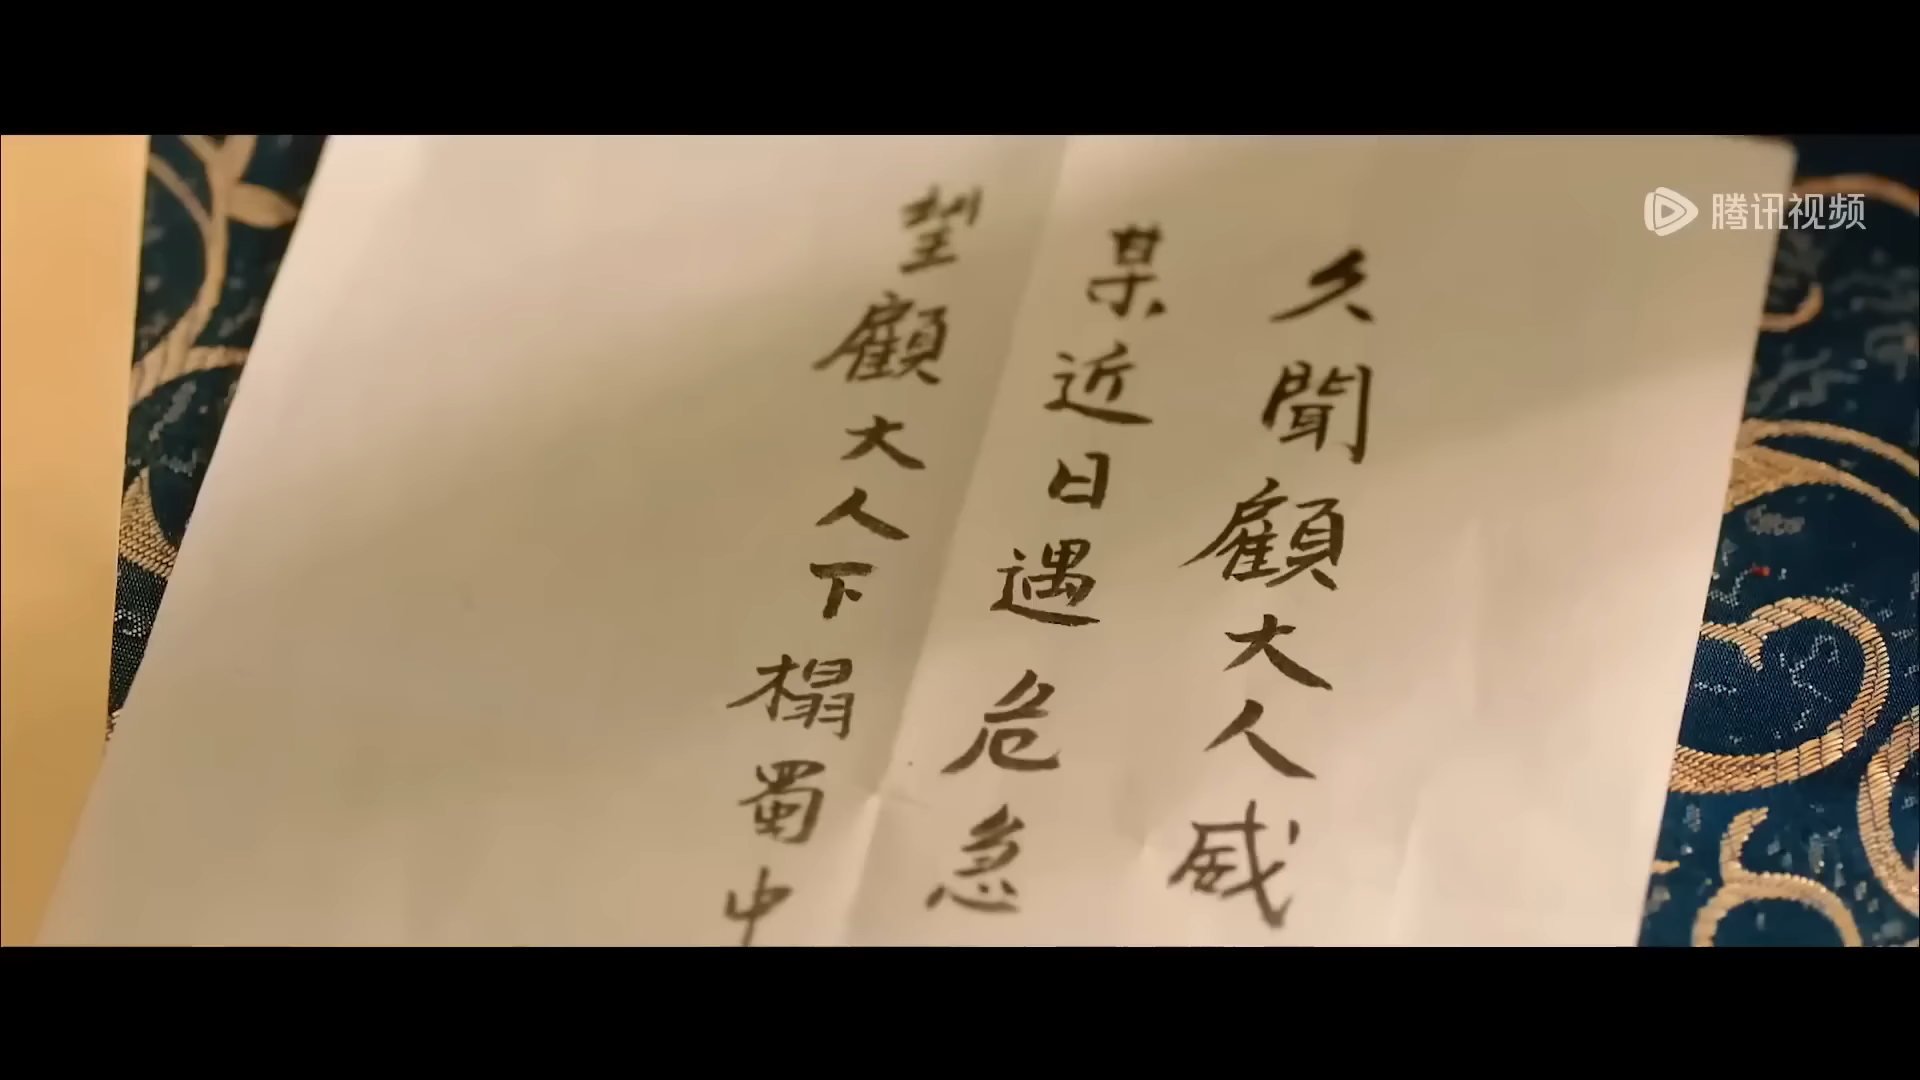 久聞顧大人威
某近日遇危急
望顧大人下榻蜀中
腾讯视频